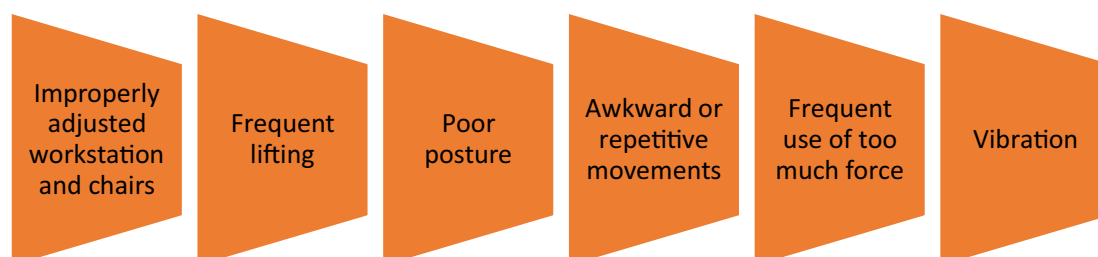 Improperly
adjusted
workstation
and chairs
Frequent
lifting
Poor
posture
Awkward or
repetitive
movements
Frequent
use of too
much force
Vibration